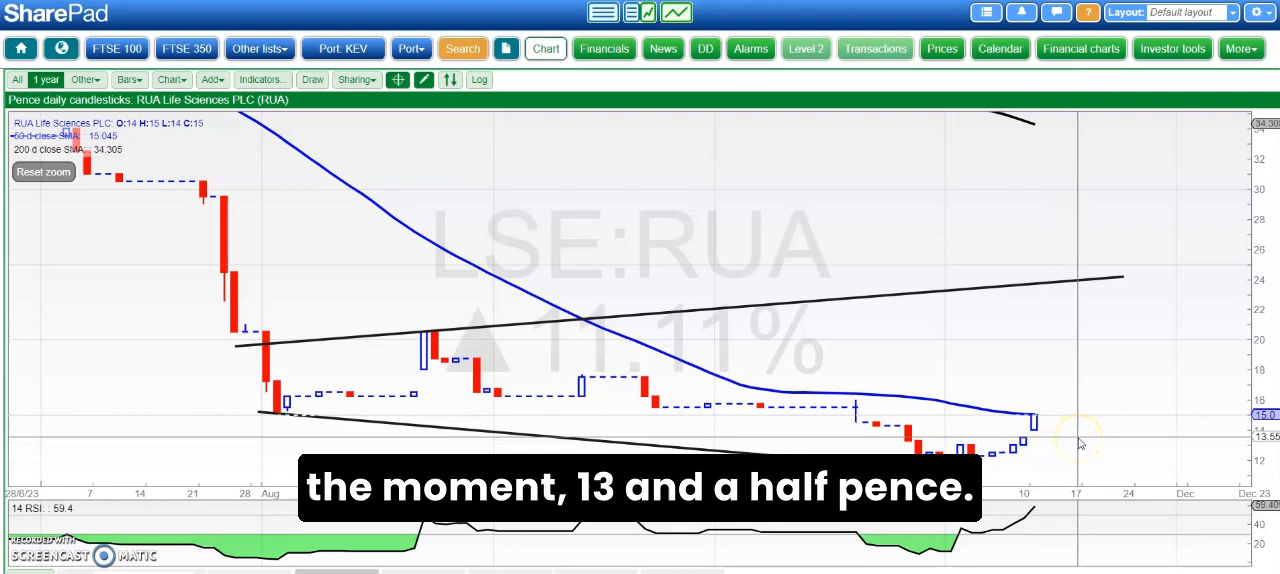 SharePad
Layout: Default layout
FTSE 100 FTSE 350 Other lists Port: KEV Port Search Chart Financials News DD Alarms Level 2 Transactions Prices Calendar Financial charts Investor tools More
All 1 year Other Bars Chart Add Indicators... Draw Sharing Log
Pence daily candlesticks: RUA Life Sciences PLC (RUA)
RUA Life Sciences PLC: O:14 H:15 L:14 C:15
50 d close SMA: : 15.045
200 d close SMA: : 34.305
Reset zoom
LSE:RUA
▲11.11%
34.30
32
30
28
26
24
22
20
18
16
15.0
14
13.55
12
the moment, 13 and a half pence.
28/6/23 7 14 21 28 Aug 10 17 24 Dec Dec 23
14 RSI: : 59.4
59.40
40
20
RECORDED WITH
SCREENCAST MATIC